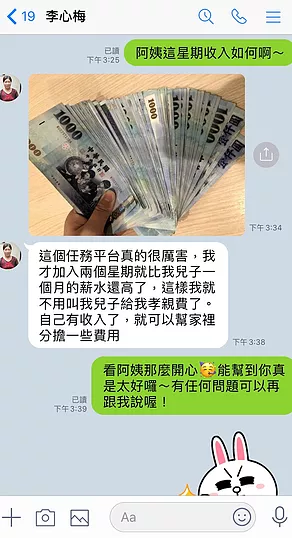 19 李心梅
已讀
下午3:25
阿姨這星期收入如何啊～
1000
1000
下午3:34
這個任務平台真的很厲害，我
才加入兩個星期就比我兒子一
個月的薪水還高了，這樣我就
不用叫我兒子給我孝親費了。
自己有收入了，就可以幫家裡
分擔一些費用
下午3:38
看阿姨那麼開心🥳能幫到你真
是太好囉～有任何問題可以再
跟我說喔！
已讀
下午3:39
Aa